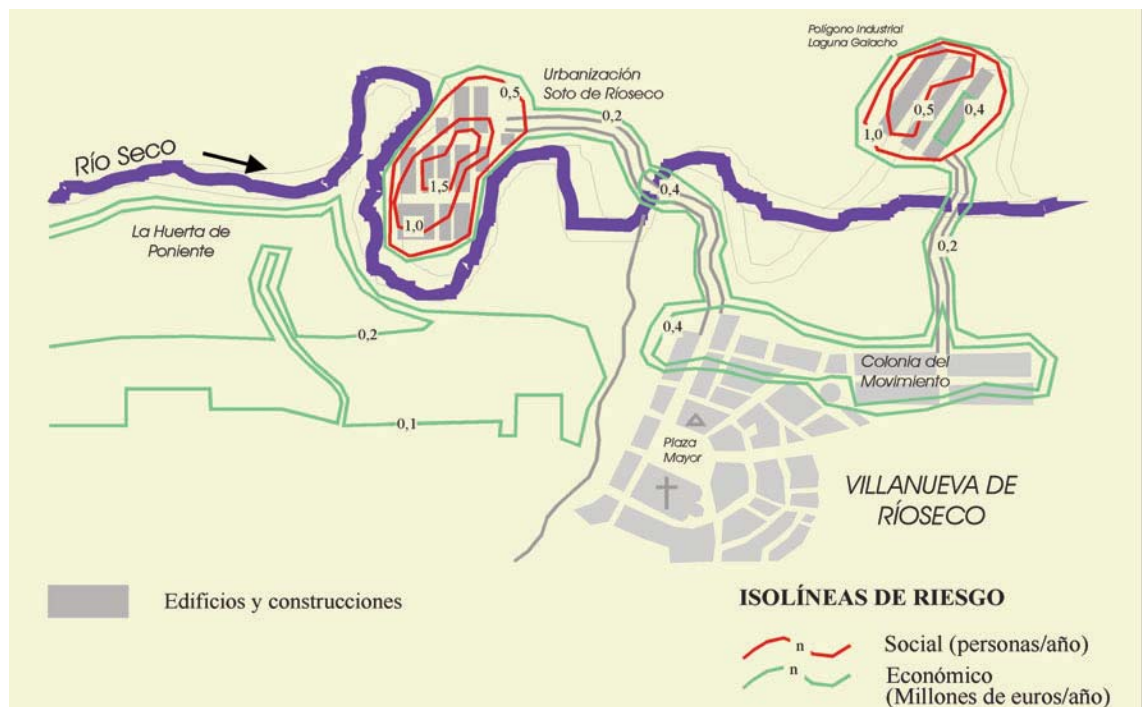 Polígono Industrial
Laguna Galacho
Urbanización
Soto de Ríoseco
0,5
0,2
0,5
0,4
1,0
Río Seco
1,5
0,4
1,0
La Huerta de
Poniente
0,2
0,2
0,4
Colonia del
Movimiento
0,1
Plaza
Mayor
VILLANUEVA DE
RÍOSECO
Edificios y construcciones
ISOLÍNEAS DE RIESGO
n
Social (personas/año)
n
Económico
(Millones de euros/año)